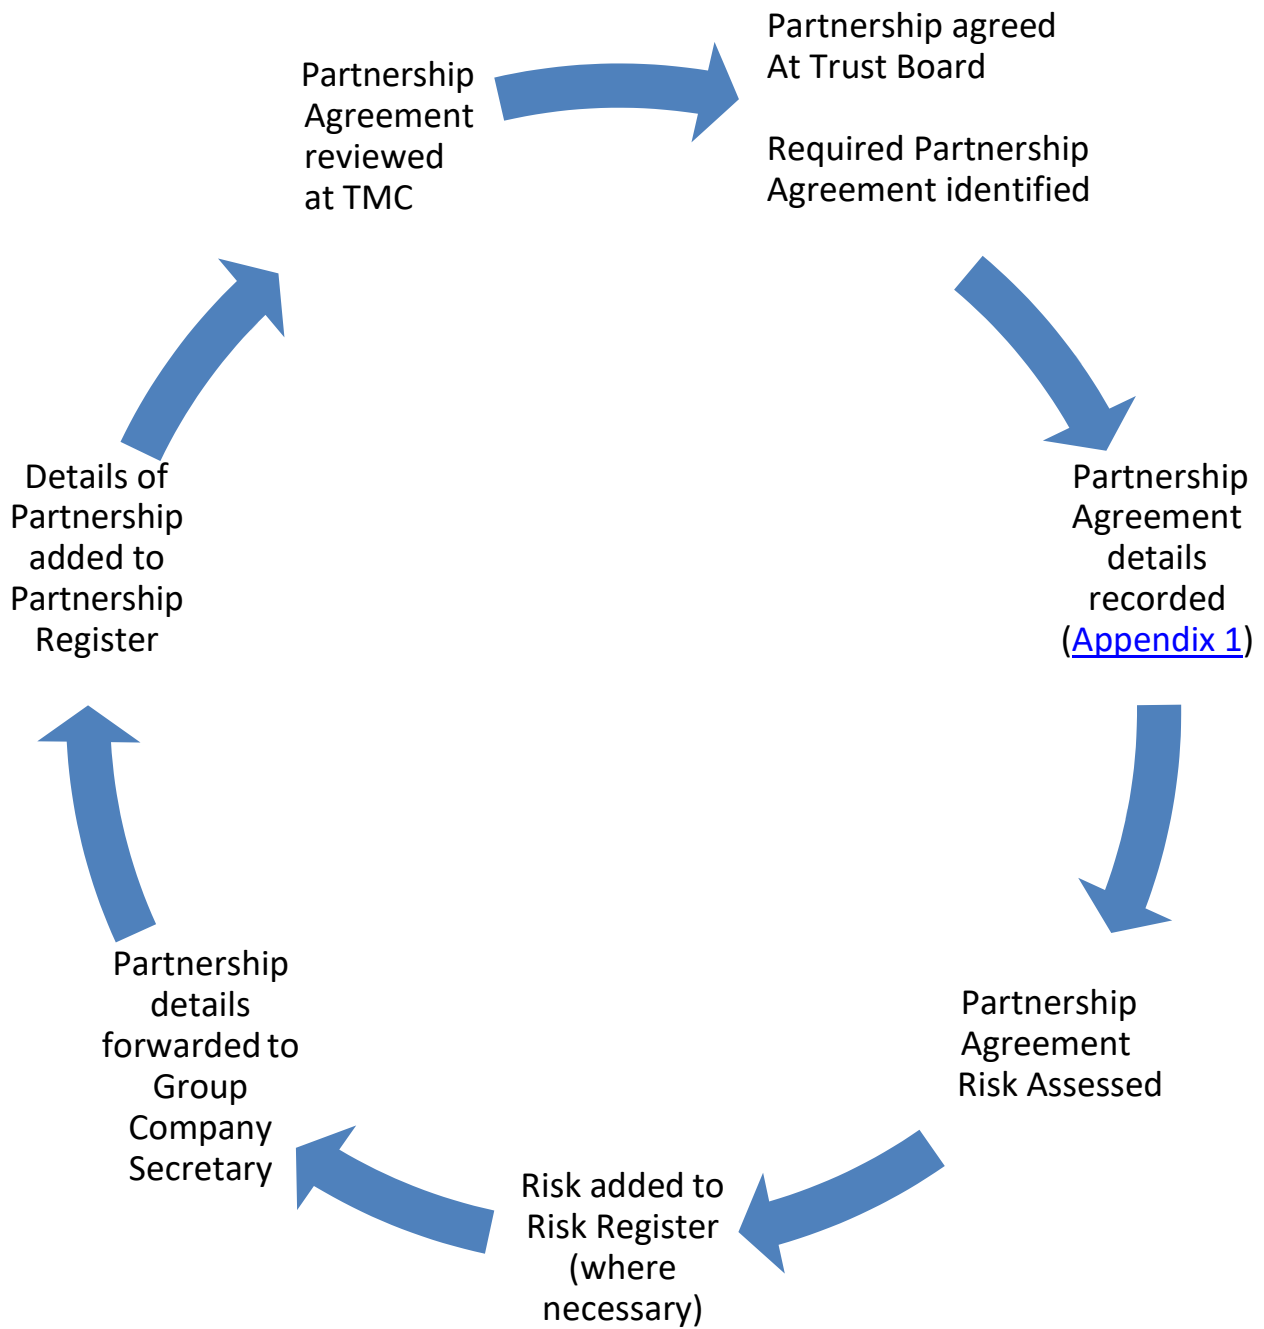 Partnership agreed
At Trust Board
Required Partnership
Agreement identified
Partnership
Agreement
details
recorded
(Appendix 1)
Partnership
Agreement
Risk Assessed
Risk added to
Risk Register
(where
necessary)
Partnership
details
forwarded to
Group
Company
Secretary
Details of
Partnership
added to
Partnership
Register
Partnership
Agreement
reviewed
at TMC